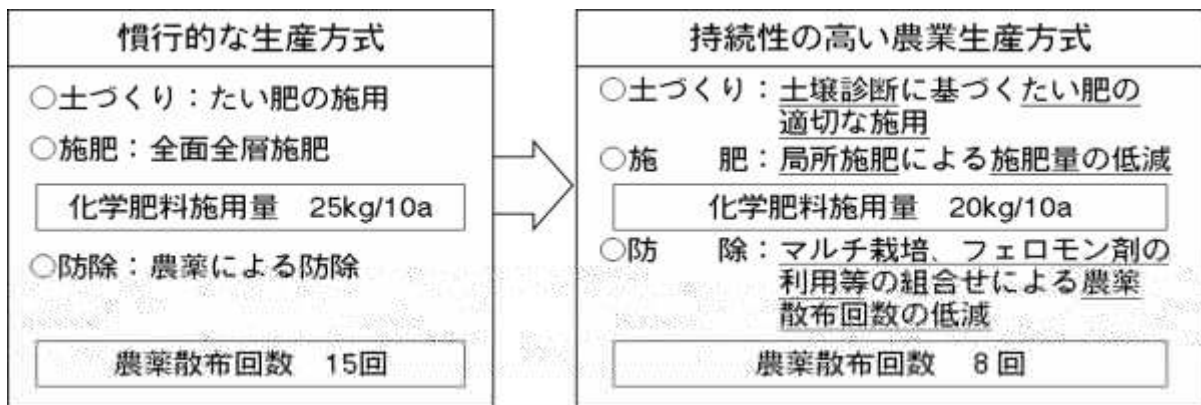 慣行的な生産方式
○土づくり：たい肥の施用
○施肥：全面全層施肥
化学肥料施用量　25kg/10a
○防除：農薬による防除
農薬散布回数　15回
持続性の高い農業生産方式
○土づくり：土壌診断に基づくたい肥の
適切な施用
○施　　肥：局所施肥による施肥量の低減
化学肥料施用量　20kg/10a
○防　　除：マルチ栽培、フェロモン剤の
利用等の組合せによる農薬
散布回数の低減
農薬散布回数　8回